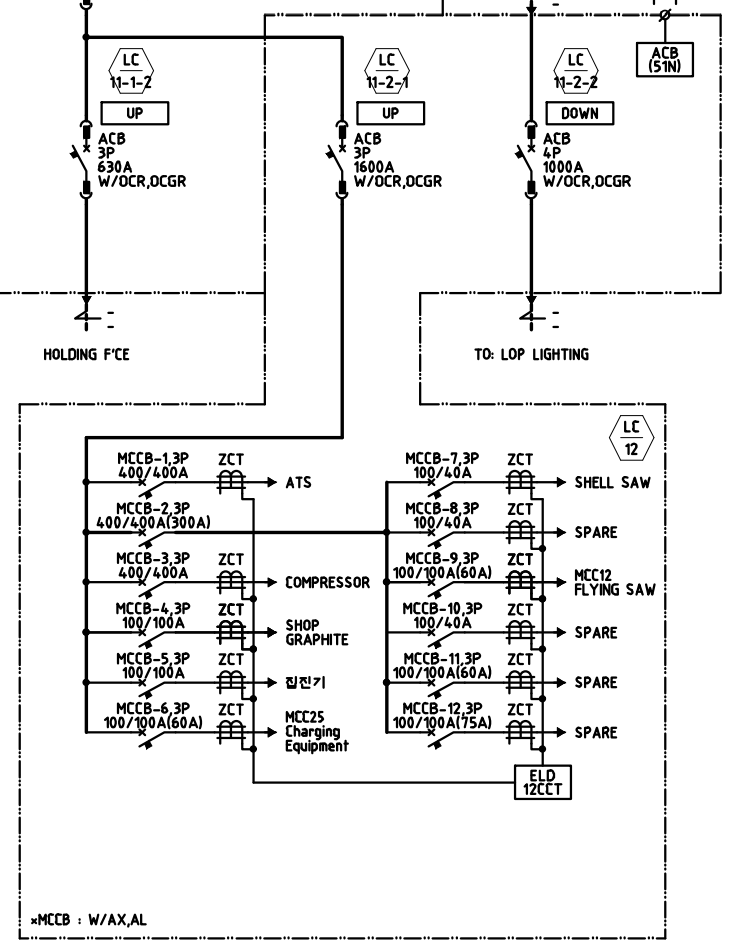 LC
11-1-2
UP
ACB
3P
630A
W/OCR,OCGR
LC
11-2-1
UP
ACB
3P
1600A
W/OCR,OCGR
LC
11-2-2
DOWN
ACB
4P
1000A
W/OCR,OCGR
ACB
(51N)
-
-
HOLDING F'CE
-
-
TO: LOP LIGHTING
LC
12
MCCB-1,3P
400/400A
ZCT
ATS
MCCB-2,3P
400/400A(300A)
MCCB-3,3P
400/400A
ZCT
COMPRESSOR
MCCB-4,3P
100/100A
ZCT
SHOP
GRAPHITE
MCCB-5,3P
100/100A
ZCT
집진기
MCCB-6,3P
100/100A(60A)
ZCT
MCC25
Charging
Equipment
MCCB-7,3P
100/40A
ZCT
SHELL SAW
MCCB-8,3P
100/40A
ZCT
SPARE
MCCB-9,3P
100/100A(60A)
ZCT
MCC12
FLYING SAW
MCCB-10,3P
100/40A
ZCT
SPARE
MCCB-11,3P
100/100A(60A)
ZCT
SPARE
MCCB-12,3P
100/100A(75A)
ZCT
SPARE
ELD
12CCT
×MCCB : W/AX,AL